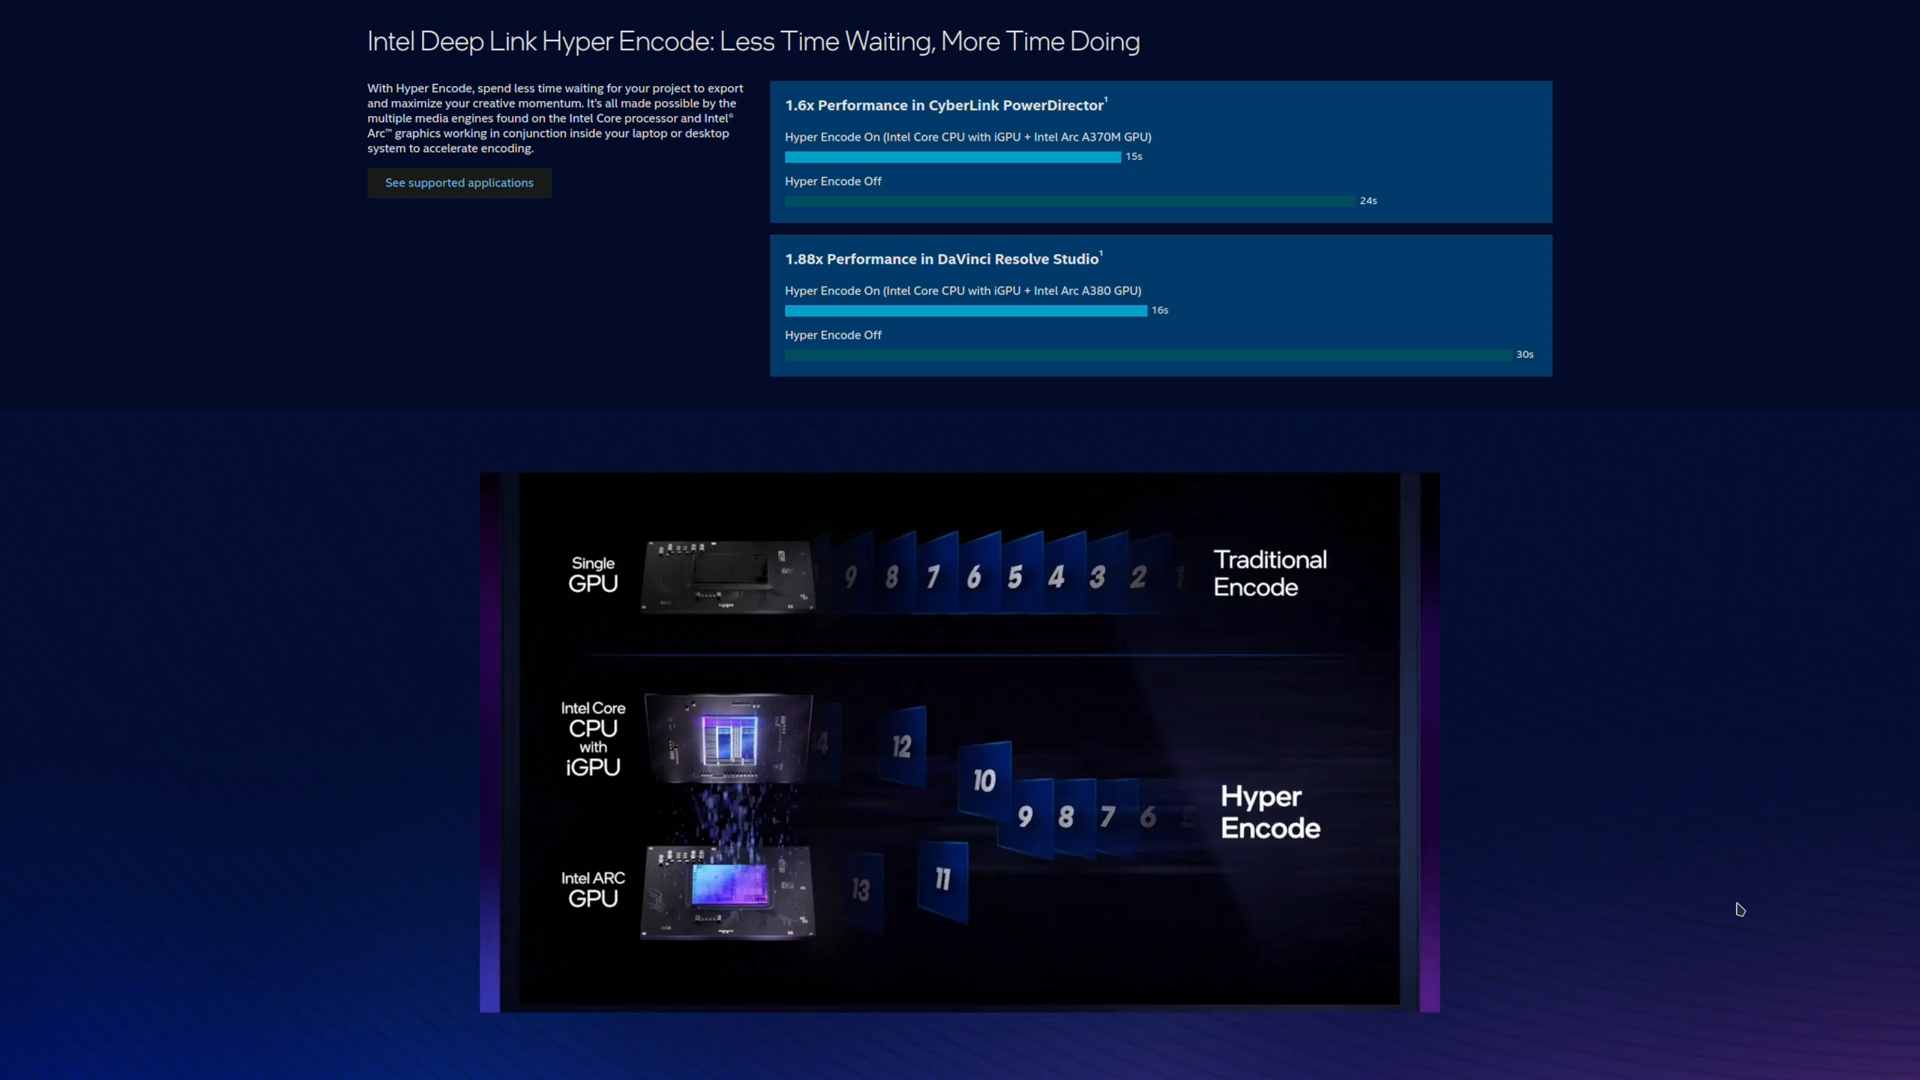 Intel Deep Link Hyper Encode: Less Time Waiting, More Time Doing
With Hyper Encode, spend less time waiting for your project to export
and maximize your creative momentum. It's all made possible by the
multiple media engines found on the Intel Core processor and Intel®
Arc™ graphics working in conjunction inside your laptop or desktop
system to accelerate encoding.
See supported applications
1.6x Performance in CyberLink PowerDirector¹
Hyper Encode On (Intel Core CPU with iGPU + Intel Arc A370M GPU)
15s
Hyper Encode Off
24s
1.88x Performance in DaVinci Resolve Studio¹
Hyper Encode On (Intel Core CPU with iGPU + Intel Arc A380 GPU)
16s
Hyper Encode Off
30s
Single
GPU
9 8 7 6 5 4 3 2 1
Traditional
Encode
Intel Core
CPU
with
iGPU
12
10
9 8 7 6 5
Hyper
Encode
Intel ARC
GPU
13 11